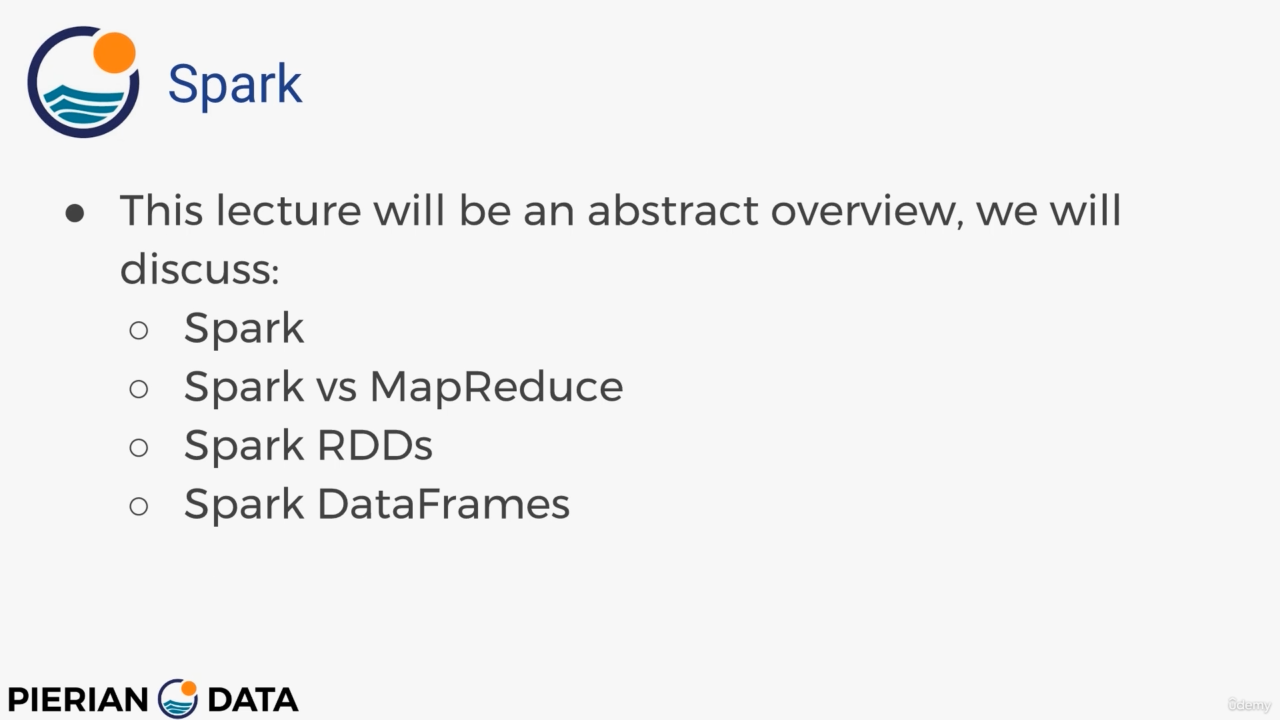 Spark
● This lecture will be an abstract overview, we will
discuss:
○ Spark
○ Spark vs MapReduce
○ Spark RDDs
○ Spark DataFrames
PIERIAN DATA
ûdemy